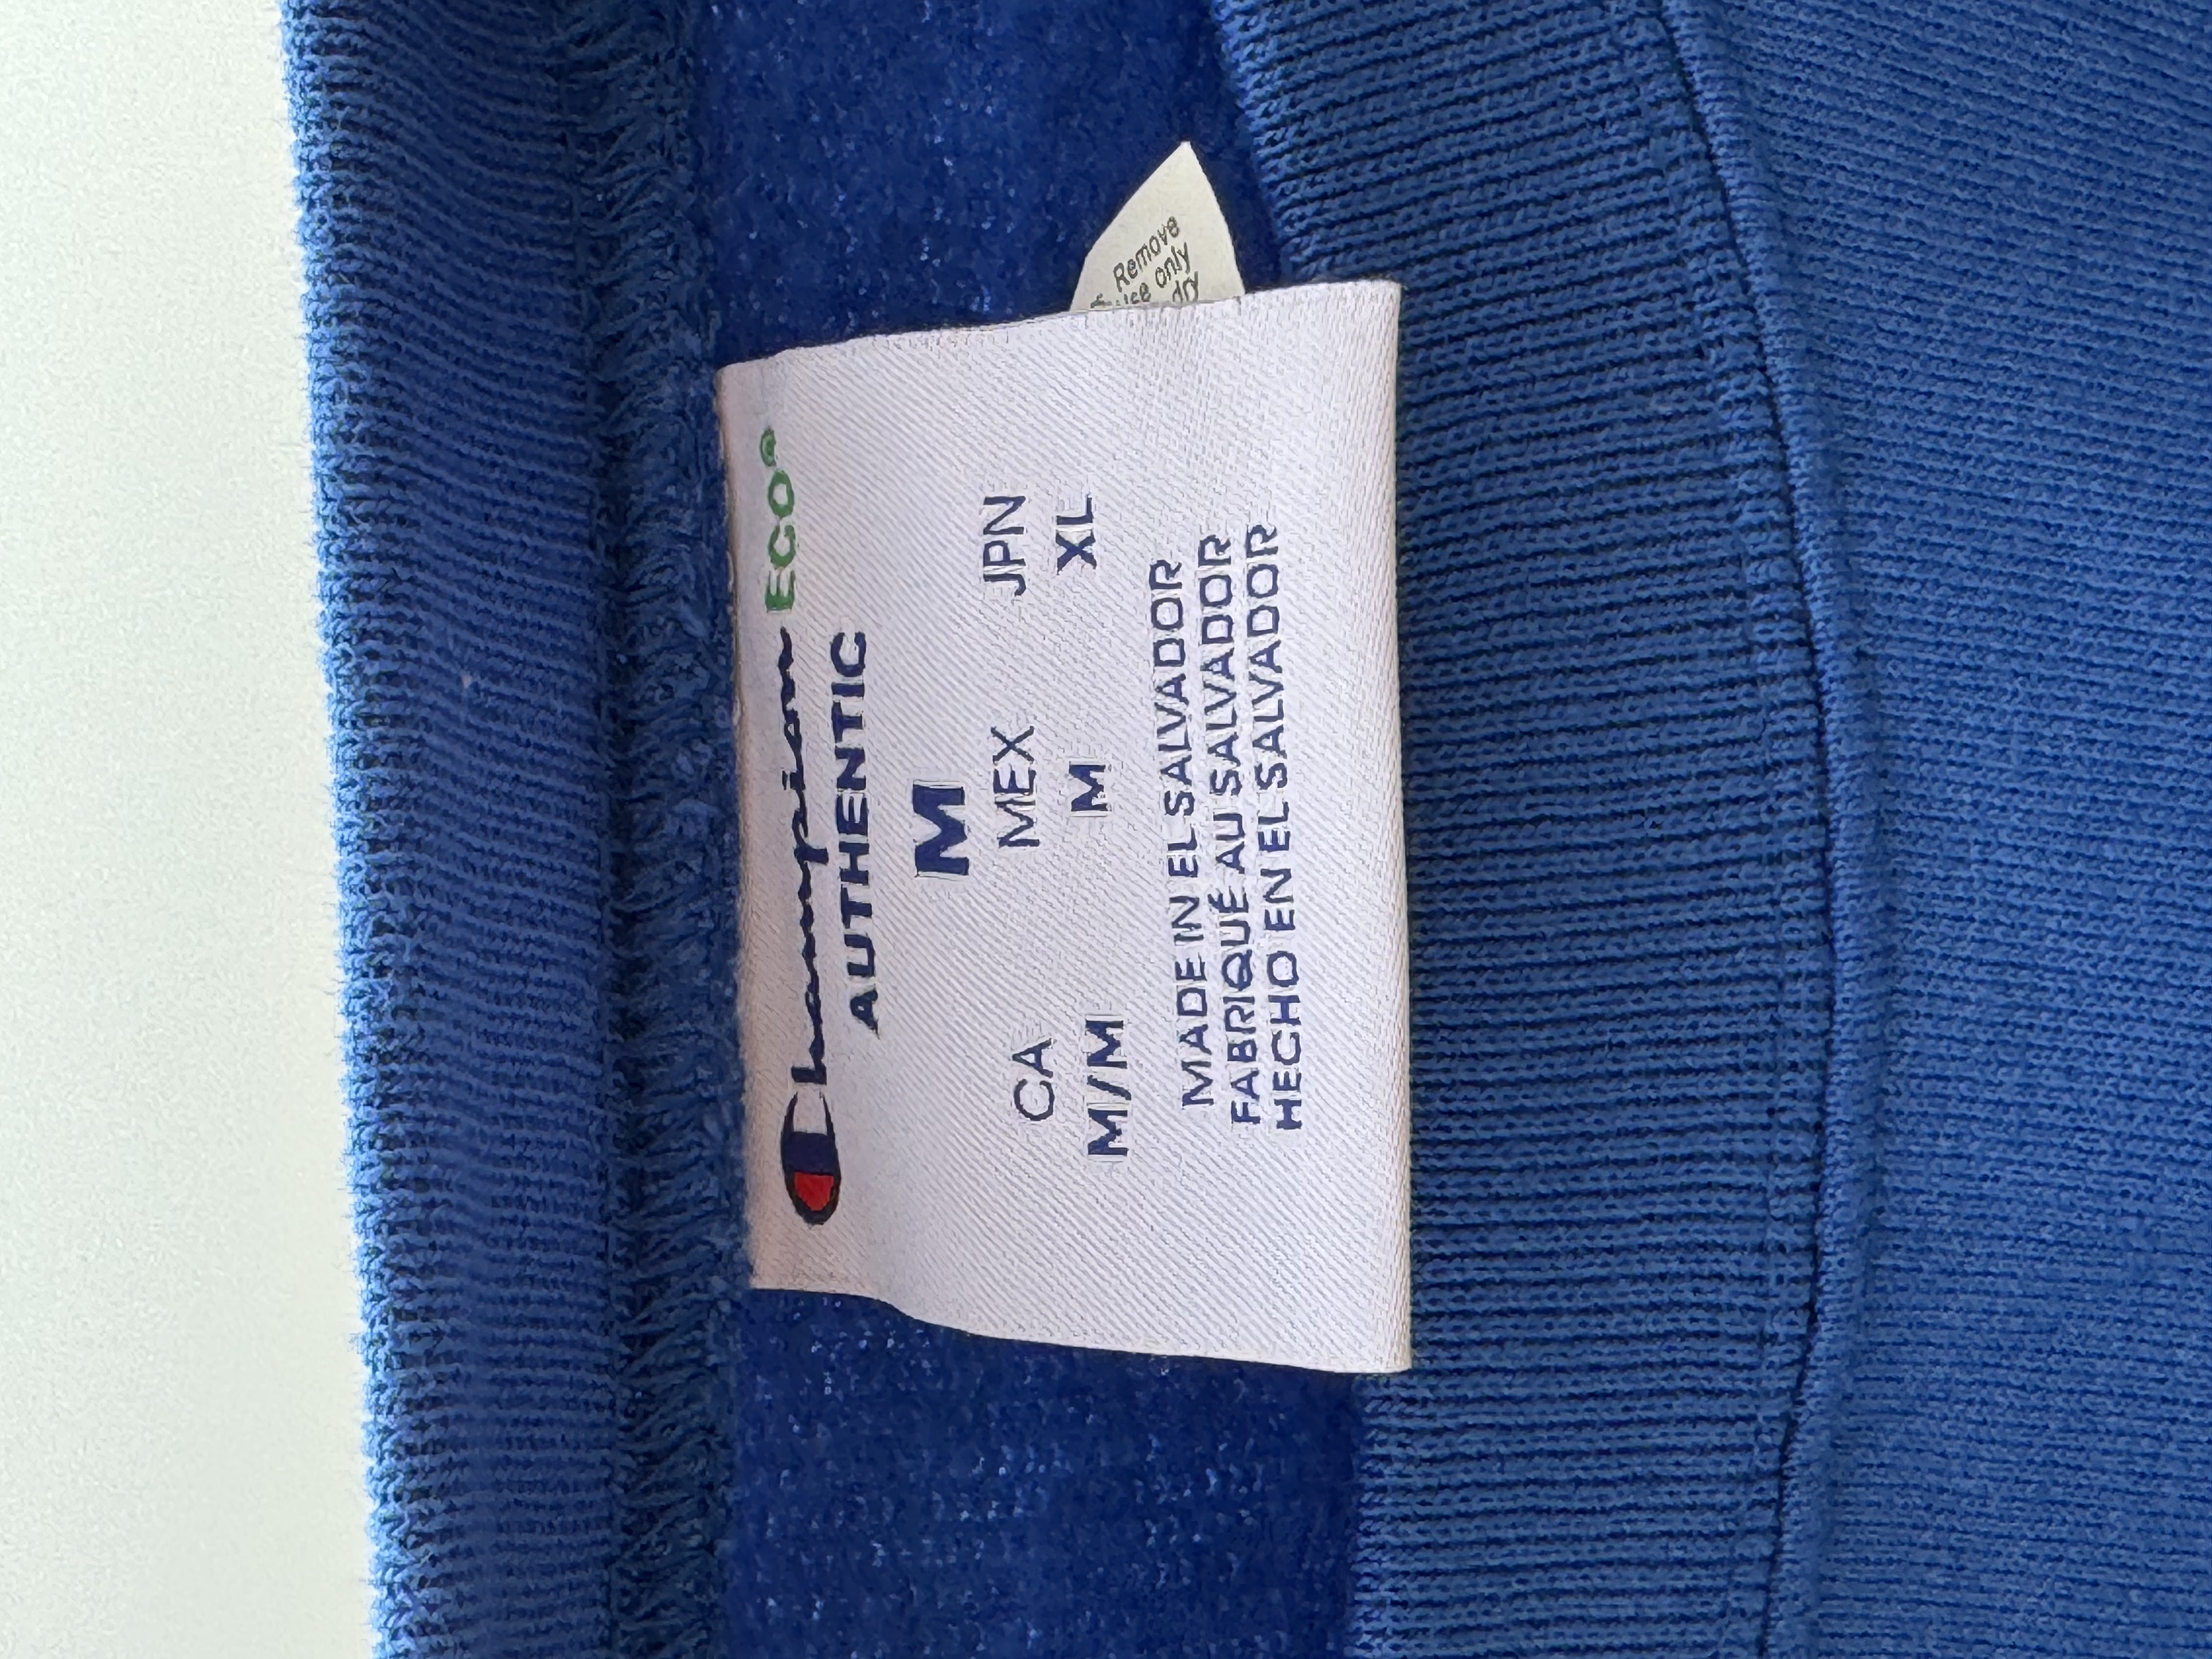 Champion ECO®
AUTHENTIC
M
CA MEX JPN
M/M M XL
MADE IN EL SALVADOR
FABRIQUÉ AU SALVADOR
HECHO EN EL SALVADOR
Remove
only
dry